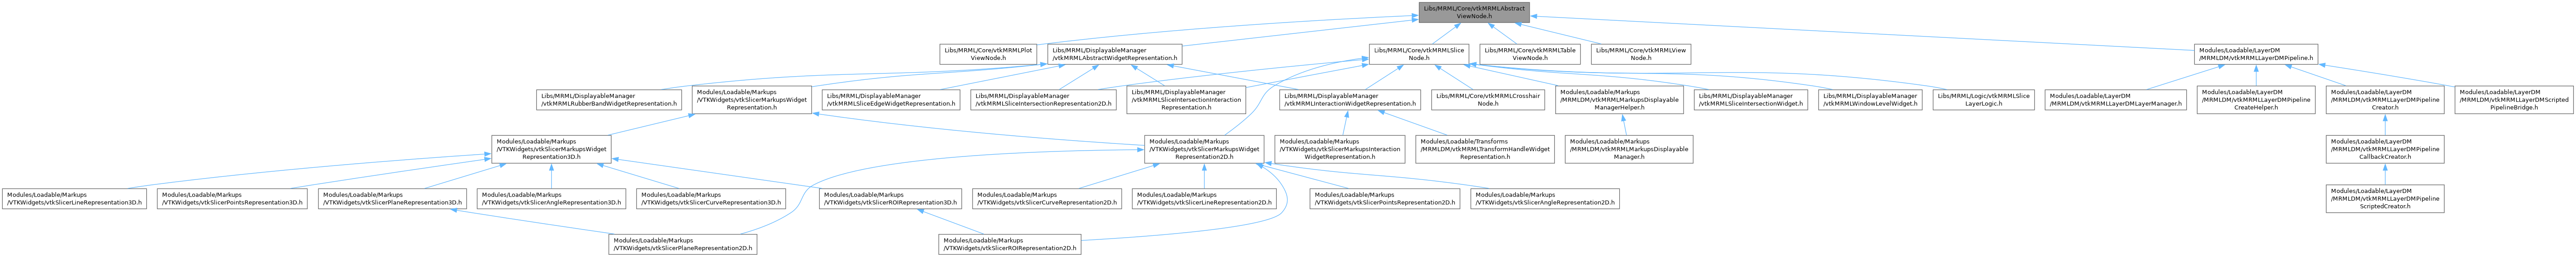 Libs/MRML/Core/vtkMRMLAbstract
ViewNode.h
Libs/MRML/Core/vtkMRMLPlot
ViewNode.h
Libs/MRML/DisplayableManager
/vtkMRMLAbstractWidgetRepresentation.h
Libs/MRML/Core/vtkMRMLSlice
Node.h
Libs/MRML/Core/vtkMRMLTable
ViewNode.h
Libs/MRML/Core/vtkMRMLView
Node.h
Modules/Loadable/LayerDM
/MRMLDM/vtkMRMLLayerDMPipeline.h
Libs/MRML/DisplayableManager
/vtkMRMLRubberBandWidgetRepresentation.h
Modules/Loadable/Markups
/VTKWidgets/vtkSlicerMarkupsWidget
Representation.h
Libs/MRML/DisplayableManager
/vtkMRMLSliceEdgeWidgetRepresentation.h
Libs/MRML/DisplayableManager
/vtkMRMLSliceIntersectionRepresentation2D.h
Libs/MRML/DisplayableManager
/vtkMRMLSliceIntersectionInteraction
Representation.h
Libs/MRML/DisplayableManager
/vtkMRMLInteractionWidgetRepresentation.h
Libs/MRML/Core/vtkMRMLCrosshair
Node.h
Modules/Loadable/Markups
/MRMLDM/vtkMRMLMarkupsDisplayable
ManagerHelper.h
Libs/MRML/DisplayableManager
/vtkMRMLSliceIntersectionWidget.h
Libs/MRML/DisplayableManager
/vtkMRMLWindowLevelWidget.h
Libs/MRML/Logic/vtkMRMLSlice
LayerLogic.h
Modules/Loadable/LayerDM
/MRMLDM/vtkMRMLLayerDMLayerManager.h
Modules/Loadable/LayerDM
/MRMLDM/vtkMRMLLayerDMPipeline
CreateHelper.h
Modules/Loadable/LayerDM
/MRMLDM/vtkMRMLLayerDMPipeline
Creator.h
Modules/Loadable/LayerDM
/MRMLDM/vtkMRMLLayerDMScripted
PipelineBridge.h
Modules/Loadable/Markups
/VTKWidgets/vtkSlicerMarkupsWidget
Representation3D.h
Modules/Loadable/Markups
/VTKWidgets/vtkSlicerMarkupsWidget
Representation2D.h
Modules/Loadable/Markups
/VTKWidgets/vtkSlicerMarkupsInteraction
WidgetRepresentation.h
Modules/Loadable/Transforms
/MRMLDM/vtkMRMLTransformHandleWidget
Representation.h
Modules/Loadable/Markups
/MRMLDM/vtkMRMLMarkupsDisplayable
Manager.h
Modules/Loadable/LayerDM
/MRMLDM/vtkMRMLLayerDMPipeline
CallbackCreator.h
Modules/Loadable/Markups
/VTKWidgets/vtkSlicerLineRepresentation3D.h
Modules/Loadable/Markups
/VTKWidgets/vtkSlicerPointsRepresentation3D.h
Modules/Loadable/Markups
/VTKWidgets/vtkSlicerPlaneRepresentation3D.h
Modules/Loadable/Markups
/VTKWidgets/vtkSlicerAngleRepresentation3D.h
Modules/Loadable/Markups
/VTKWidgets/vtkSlicerCurveRepresentation3D.h
Modules/Loadable/Markups
/VTKWidgets/vtkSlicerROIRepresentation3D.h
Modules/Loadable/Markups
/VTKWidgets/vtkSlicerCurveRepresentation2D.h
Modules/Loadable/Markups
/VTKWidgets/vtkSlicerLineRepresentation2D.h
Modules/Loadable/Markups
/VTKWidgets/vtkSlicerPointsRepresentation2D.h
Modules/Loadable/Markups
/VTKWidgets/vtkSlicerAngleRepresentation2D.h
Modules/Loadable/LayerDM
/MRMLDM/vtkMRMLLayerDMPipeline
ScriptedCreator.h
Modules/Loadable/Markups
/VTKWidgets/vtkSlicerPlaneRepresentation2D.h
Modules/Loadable/Markups
/VTKWidgets/vtkSlicerROIRepresentation2D.h